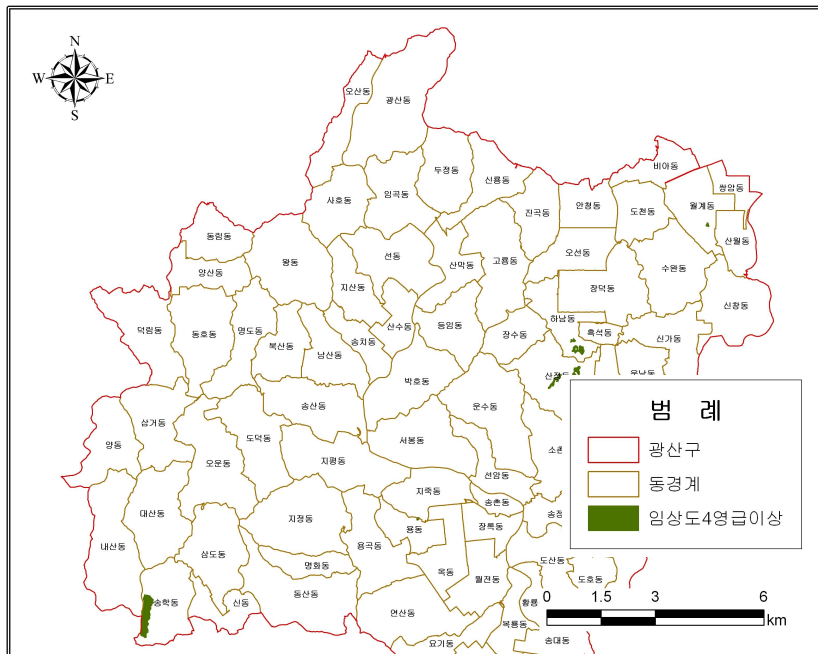 N
W E
S
오산동
광산동
두정동
신룡동
비아동
쌍암동
사호동
임곡동
진곡동
안청동
도천동
월계동
동림동
선동
산막동
고룡동
오선동
산월동
양산동
왕동
지산동
장덕동
수완동
신창동
덕림동
동호동
명도동
북산동
남산동
송치동
산수동
등임동
장수동
하남동
흑석동
신가동
박호동
삼거동
송산동
운수동
양동
오운동
도덕동
지평동
서봉동
선암동
지죽동
송촌동
내산동
대산동
지정동
용곡동
용동
장록동
삼도동
명화동
옥동
월전동
도산동
도호동
송학동
신동
동산동
연산동
황룡
복룡동
요기동
송대동
범 례
광산구
동경계
임상도4영급이상
0 1.5 3 6
km